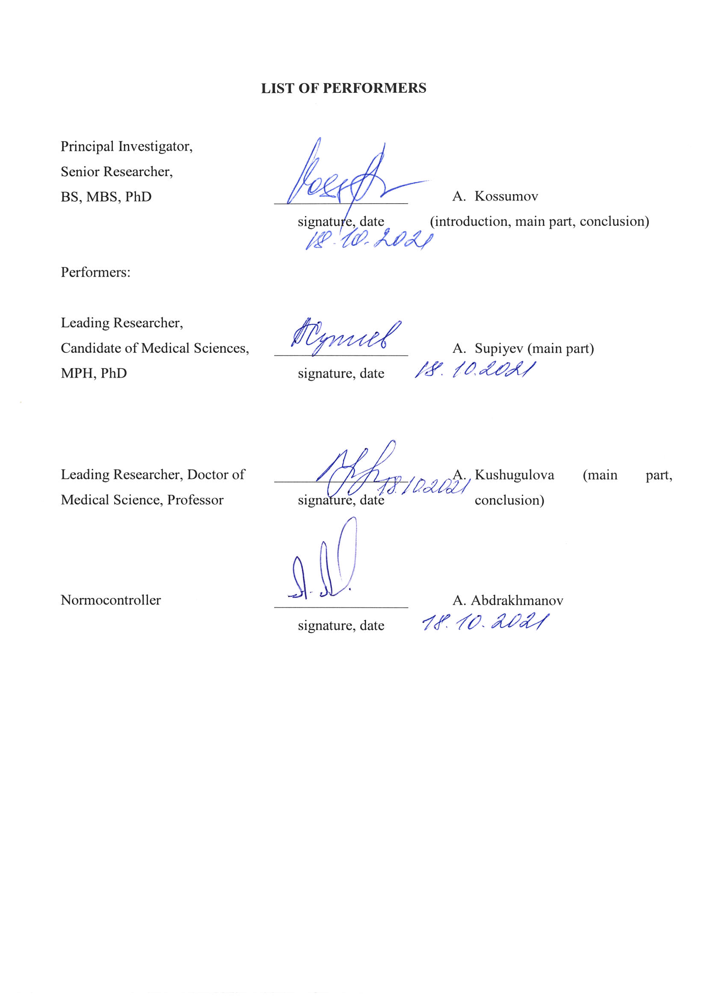 LIST OF PERFORMERS
Principal Investigator,
Senior Researcher,
BS, MBS, PhD
A. Kossumov
signature, date
(introduction, main part, conclusion)
18.10.2021
Performers:
Leading Researcher,
Candidate of Medical Sciences,
A. Supiyev (main part)
MPH, PhD
signature, date
18.10.2021
Leading Researcher, Doctor of
A. Kushugulova (main part,
18.10.2021
Medical Science, Professor
signature, date
conclusion)
Normocontroller
A. Abdrakhmanov
signature, date
18.10.2021